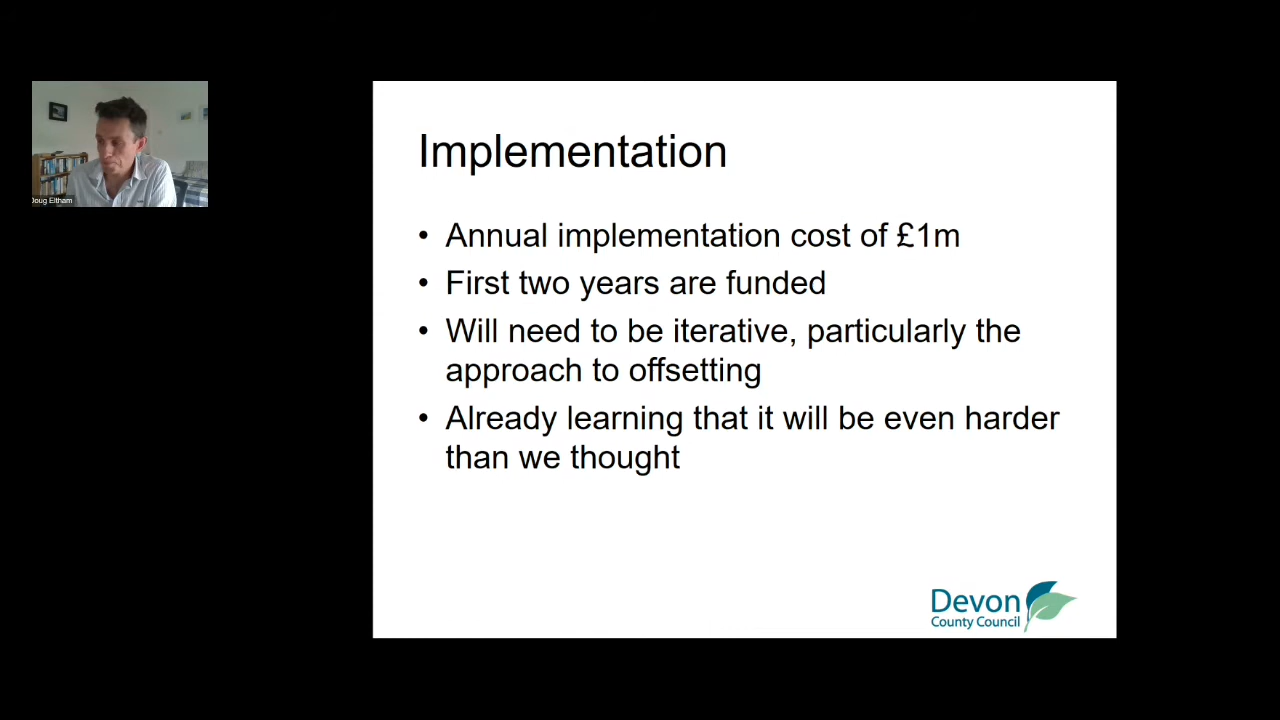 Doug Eltham
Implementation
• Annual implementation cost of £1m
• First two years are funded
• Will need to be iterative, particularly the
approach to offsetting
• Already learning that it will be even harder
than we thought
Devon
County Council